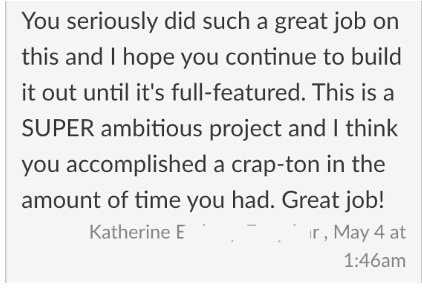 You seriously did such a great job on
this and I hope you continue to build
it out until it's full-featured. This is a
SUPER ambitious project and I think
you accomplished a crap-ton in the
amount of time you had. Great job!
Katherine E , May 4 at
1:46am